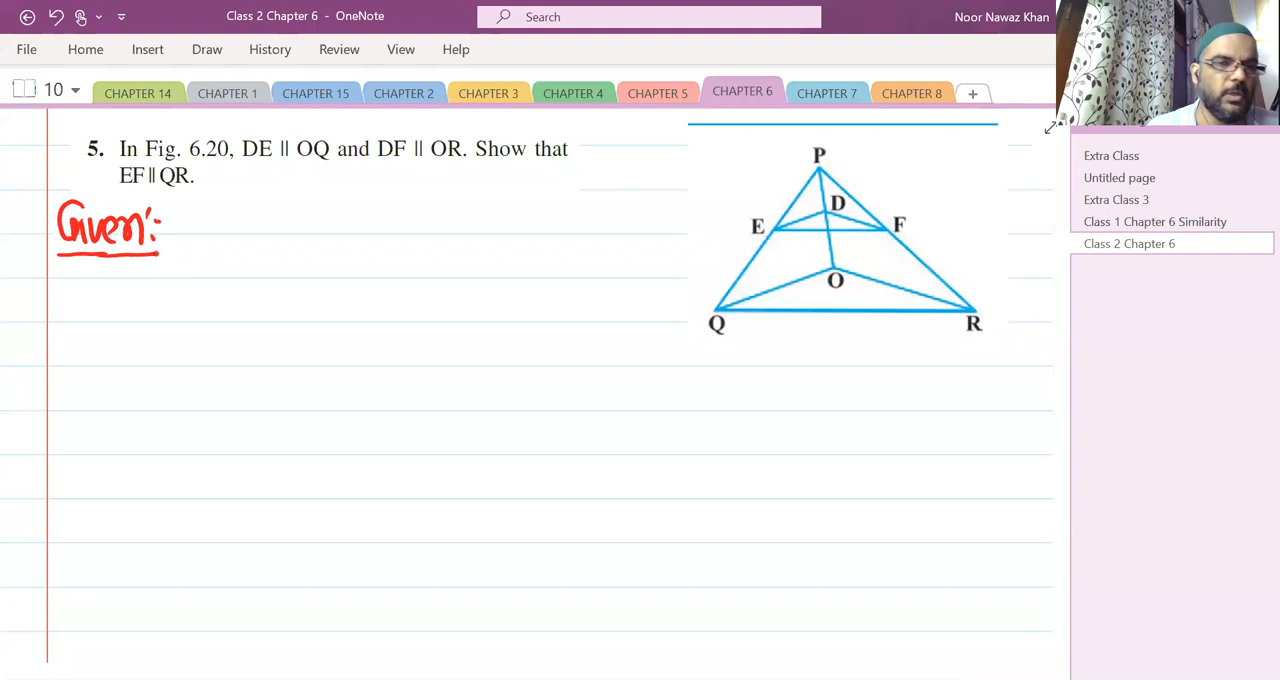 Class 2 Chapter 6 - OneNote
Search
Noor Nawaz Khan
File Home Insert Draw History Review View Help
10 CHAPTER 14 CHAPTER 1 CHAPTER 15 CHAPTER 2 CHAPTER 3 CHAPTER 4 CHAPTER 5 CHAPTER 6 CHAPTER 7 CHAPTER 8 +
5. In Fig. 6.20, DE || OQ and DF || OR. Show that
EF || QR.
Given:-
P
D
E F
O
Q R
Extra Class
Untitled page
Extra Class 3
Class 1 Chapter 6 Similarity
Class 2 Chapter 6